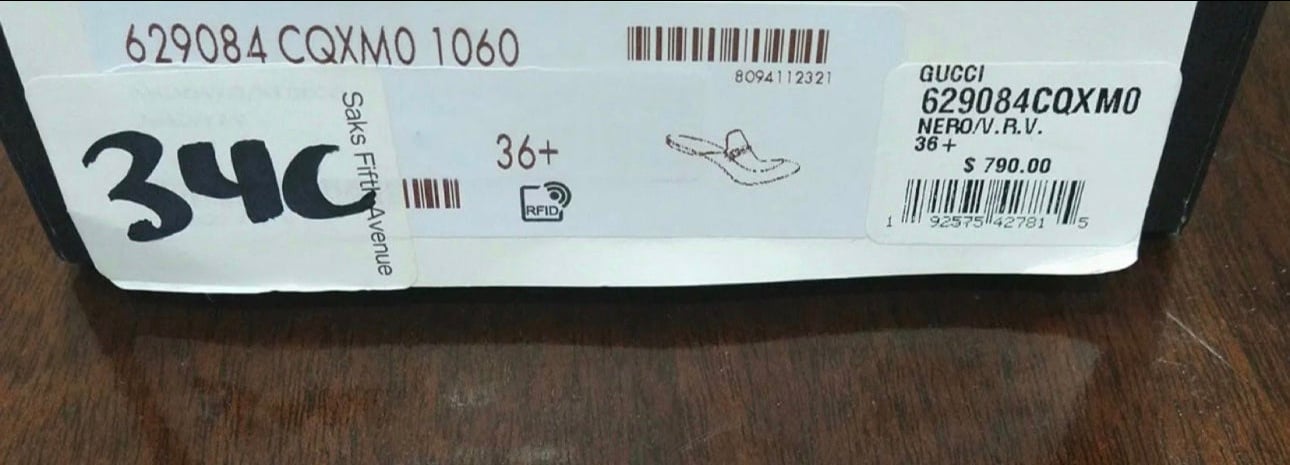 629084 CQXM0 1060
8094112321
34C
Saks Fifth Avenue
36+
RFID
GUCCI
629084CQXM0
NERO/V.R.V.
36+
$ 790.00
1 92575 42781 5